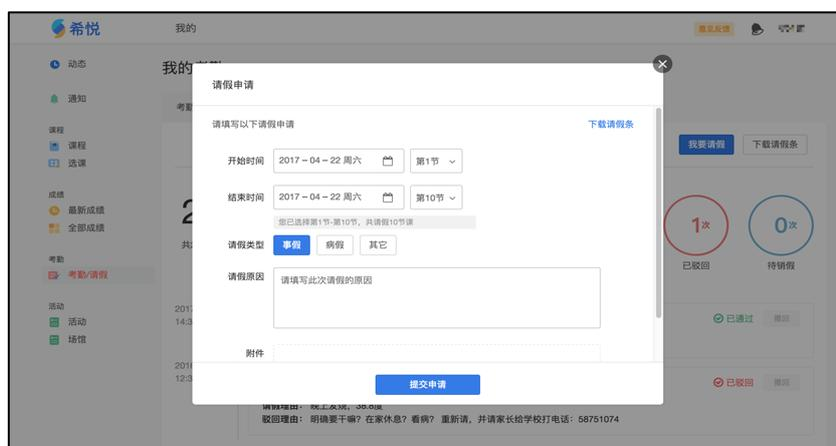 希悦
我的
意见反馈
动态
我的考勤
通知
考勤
课程
课程
选课
成绩
最新成绩
全部成绩
考勤
考勤/请假
活动
活动
场馆
请假申请
请填写以下请假申请
下载请假条
开始时间
2017－04－22 周六
第1节
结束时间
2017－04－22 周六
第10节
您已选择第1节-第10节，共请假10节课
请假类型
事假
病假
其它
请假原因
请填写此次请假的原因
附件
提交申请
我要请假
下载请假条
1次
已驳回
0次
待销假
14:3
已通过
撤回
12:3
已驳回
撤回
请假理由： 晚上发烧，38.8度
驳回理由： 明确要干嘛？在家休息？看病？ 重新请，并请家长给学校打电话：58751074